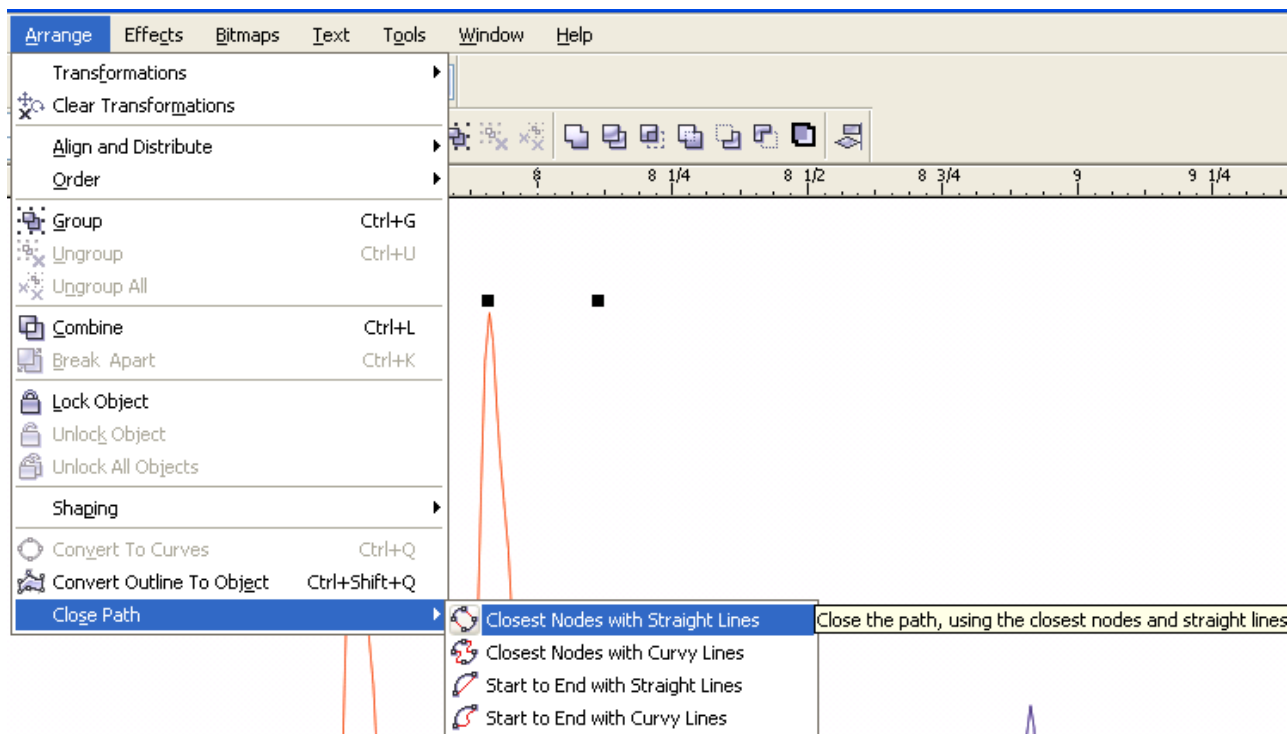 Arrange Effects Bitmaps Text Tools Window Help
Transformations
Clear Transformations
Align and Distribute
Order
8 8 1/4 8 1/2 8 3/4 9 9 1/4
Group Ctrl+G
Ungroup Ctrl+U
Ungroup All
Combine Ctrl+L
Break Apart Ctrl+K
Lock Object
Unlock Object
Unlock All Objects
Shaping
Convert To Curves Ctrl+Q
Convert Outline To Object Ctrl+Shift+Q
Close Path
Closest Nodes with Straight Lines Close the path, using the closest nodes and straight lines
Closest Nodes with Curvy Lines
Start to End with Straight Lines
Start to End with Curvy Lines